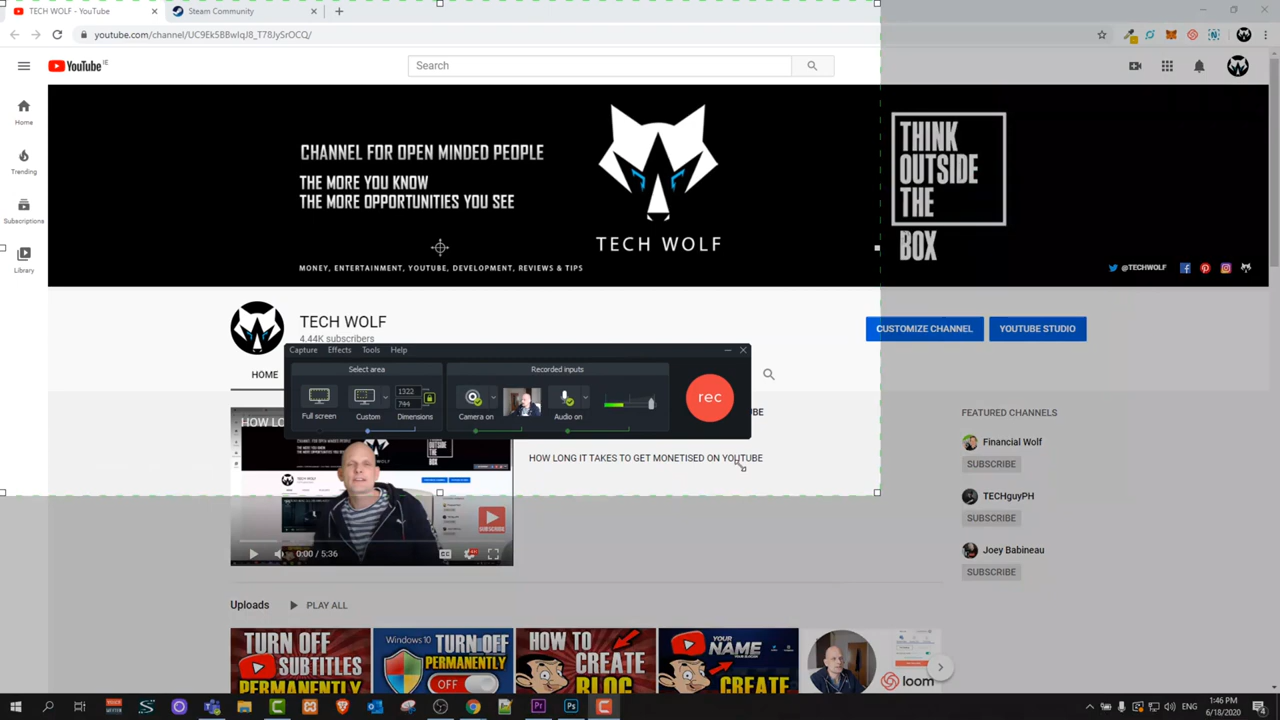 TECH WOLF - YouTube
Steam Community
youtube.com/channel/UC9Ek5BBwIqJ8_T78JySrOCQ/
YouTube IE
Search
Home
Trending
Subscriptions
Library
CHANNEL FOR OPEN MINDED PEOPLE
THE MORE YOU KNOW
THE MORE OPPORTUNITIES YOU SEE
MONEY, ENTERTAINMENT, YOUTUBE, DEVELOPMENT, REVIEWS & TIPS
TECH WOLF
THINK
OUTSIDE
THE
BOX
@TECHWOLF
TECH WOLF
4.44K subscribers
CUSTOMIZE CHANNEL
YOUTUBE STUDIO
HOME
Capture
Effects
Tools
Help
Select area
Recorded inputs
Full screen
Custom
1322
744
Dimensions
Camera on
Audio on
rec
HOW LONG IT TAKES TO GET MONETISED ON YOUTUBE
SUBSCRIBE
0:00 / 5:36
FEATURED CHANNELS
Financial Wolf
SUBSCRIBE
TECHguyPH
SUBSCRIBE
Joey Babineau
SUBSCRIBE
Uploads
PLAY ALL
TURN OFF
SUBTITLES
PERMANENTLY
Windows 10
TURN OFF
PERMANENTLY
OFF
HOW TO
CREATE
BLOG
YOUR
NAME
CREATE
loom
ENG
1:46 PM
6/18/2020